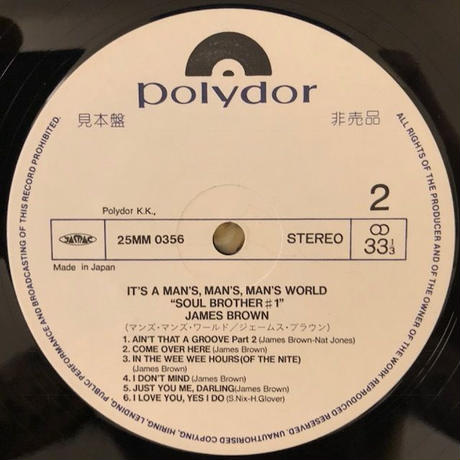 polydor
見本盤
非売品
2
Polydor K.K.,
JASRAC
25MM 0356
STEREO
33 1/3
Made in Japan
IT'S A MAN'S, MAN'S, MAN'S WORLD
"SOUL BROTHER♯1"
JAMES BROWN
(マンズ・マンズ・ワールド/ジェームス・ブラウン)
1. AIN'T THAT A GROOVE Part 2 (James Brown-Nat Jones)
2. COME OVER HERE (James Brown)
3. IN THE WEE WEE HOURS(OF THE NITE)
(James Brown)
4. I DON'T MIND (James Brown)
5. JUST YOU ME, DARLING(James Brown)
6. I LOVE YOU, YES I DO (S.Nix-H.Glover)
ALL RIGHTS OF THE PRODUCER AND OF THE OWNER OF THE WORK REPRODUCED RESERVED. UNAUTHORISED COPYING, HIRING, LENDING, PUBLIC PERFORMANCE AND BROADCASTING OF THIS RECORD PROHIBITED.